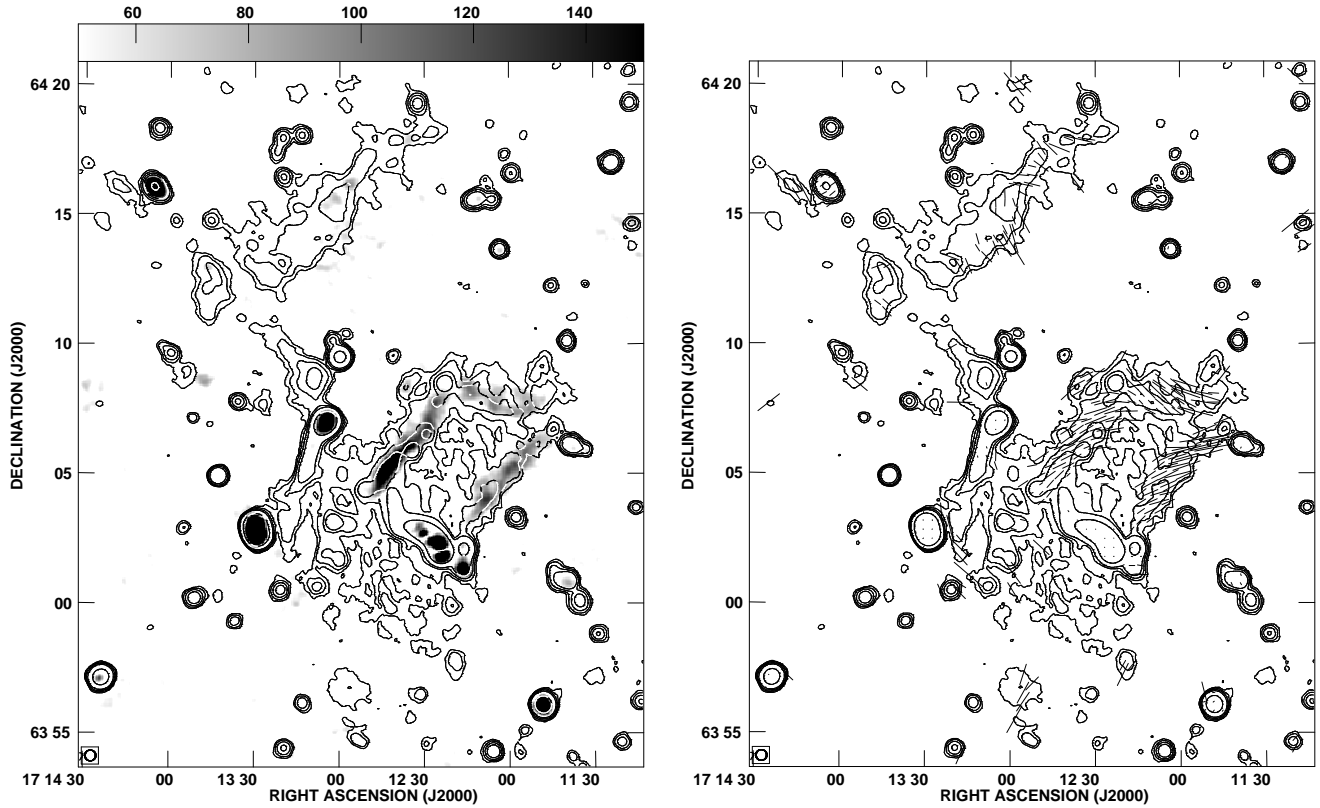 60 80 100 120 140
64 20
15
10
05
00
63 55
DECLINATION (J2000)
17 14 30 00 13 30 00 12 30 00 11 30
RIGHT ASCENSION (J2000)
64 20
15
10
05
00
63 55
DECLINATION (J2000)
17 14 30 00 13 30 00 12 30 00 11 30
RIGHT ASCENSION (J2000)